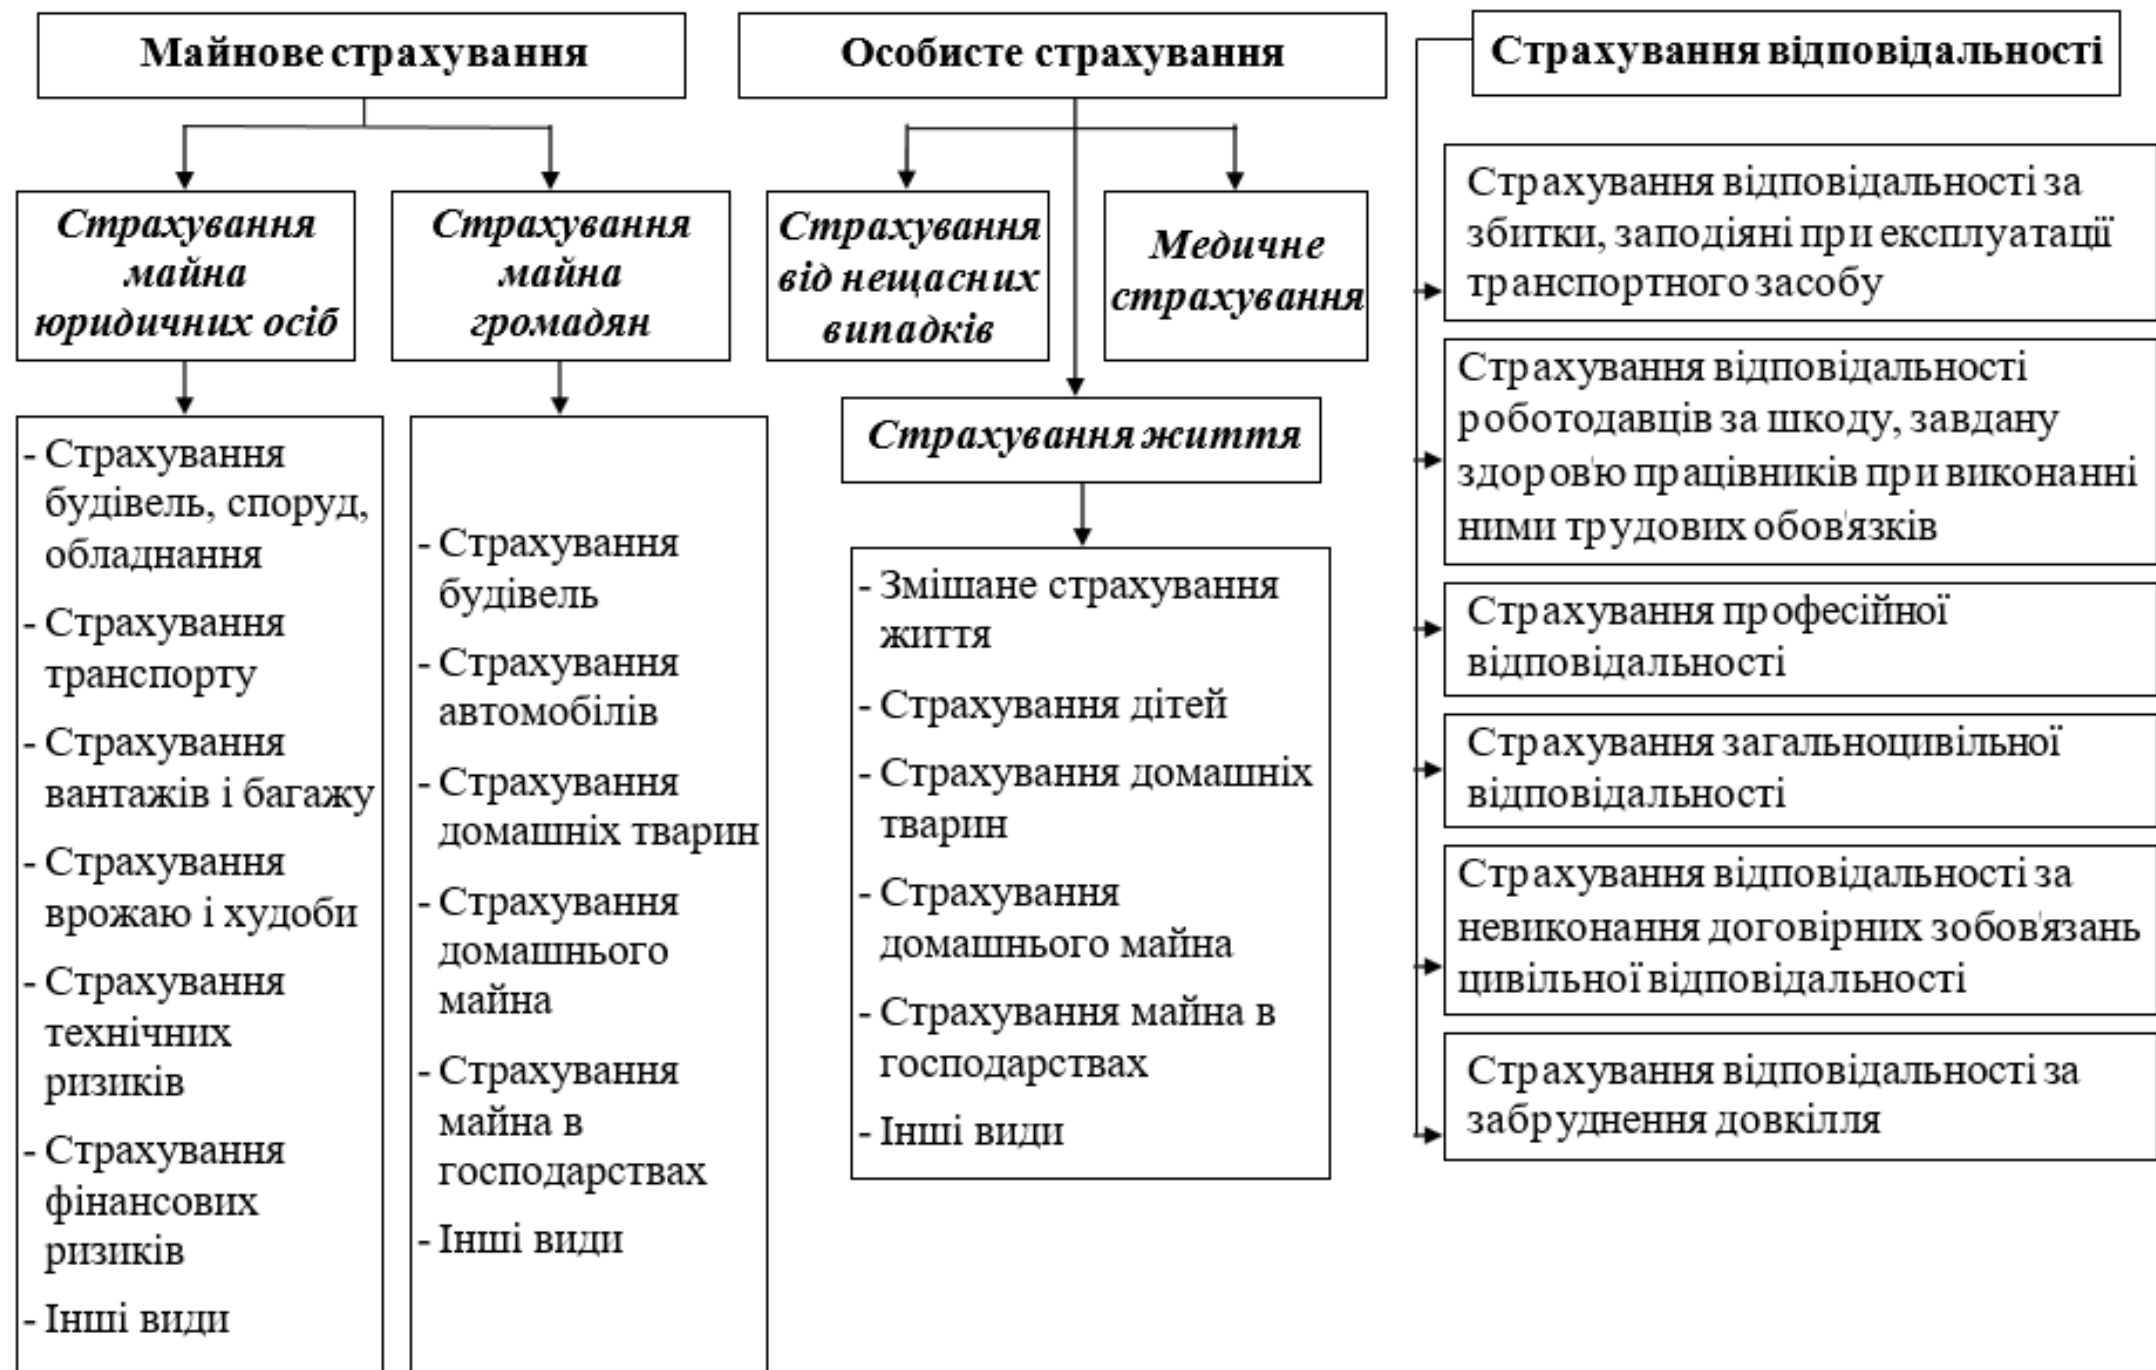 Майнове страхування
Страхування
майна
юридичних осіб
Страхування
майна
громадян
- Страхування
будівель, споруд,
обладнання
- Страхування
транспорту
- Страхування
вантажів і багажу
- Страхування
врожаю і худоби
- Страхування
технічних
ризиків
- Страхування
фінансових
ризиків
- Інші види
- Страхування
будівель
- Страхування
автомобілів
- Страхування
домашніх тварин
- Страхування
домашнього
майна
- Страхування
майна в
господарствах
- Інші види
Особисте страхування
Страхування
від нещасних
випадків
Медичне
страхування
Страхування життя
- Змішане страхування
життя
- Страхування дітей
- Страхування домашніх
тварин
- Страхування
домашнього майна
- Страхування майна в
господарствах
- Інші види
Страхування відповідальності
Страхування відповідальності за
збитки, заподіяні при експлуатації
транспортного засобу
Страхування відповідальності
роботодавців за шкоду, завдану
здоров'ю працівників при виконанні
ними трудових обов'язків
Страхування професійної
відповідальності
Страхування загальноцивільної
відповідальності
Страхування відповідальності за
невиконання договірних зобов'язань
цивільної відповідальності
Страхування відповідальності за
забруднення довкілля